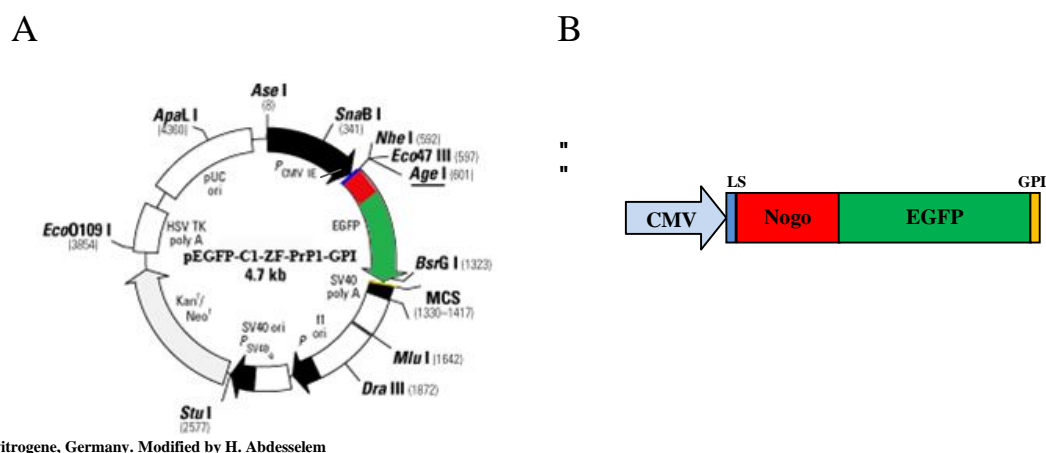 A
B
Ase I
(8)
ApaL I
(4360)
SnaB I
(341)
Nhe I (592)
Eco47 III (597)
Age I (601)
P CMV IE
pUC
ori
EGFP
HSV TK
poly A
EcoO109 I
(3854)
pEGFP-C1-ZF-PrP1-GPI
4.7 kb
BsrG I (1323)
SV40
poly A
MCS
(1330–1417)
Kanr/
Neor
SV40 ori
P SV40
f1
ori
P
Mlu I (1642)
Dra III (1872)
Stu I
(2577)
vitrogene, Germany. Modified by H. Abdesselem
"
"
LS
GPI
CMV
Nogo
EGFP